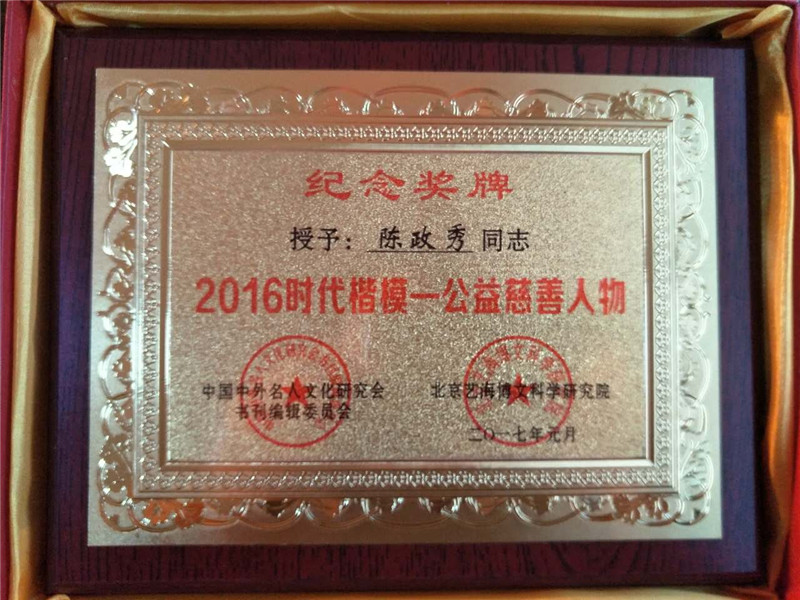 纪念奖牌
授予：陈政秀同志
2016时代楷模—公益慈善人物
中国中外名人文化研究会 北京艺海博文科学研究院
书刊编辑委员会
二〇一七年元月